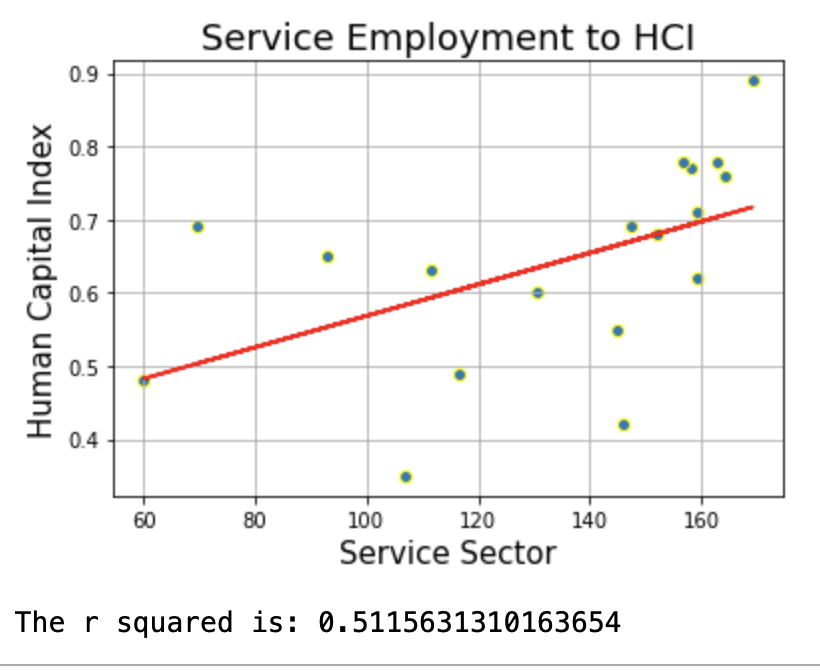 Service Employment to HCI
Human Capital Index
0.9
0.8
0.7
0.6
0.5
0.4
60 80 100 120 140 160
Service Sector
The r squared is: 0.5115631310163654